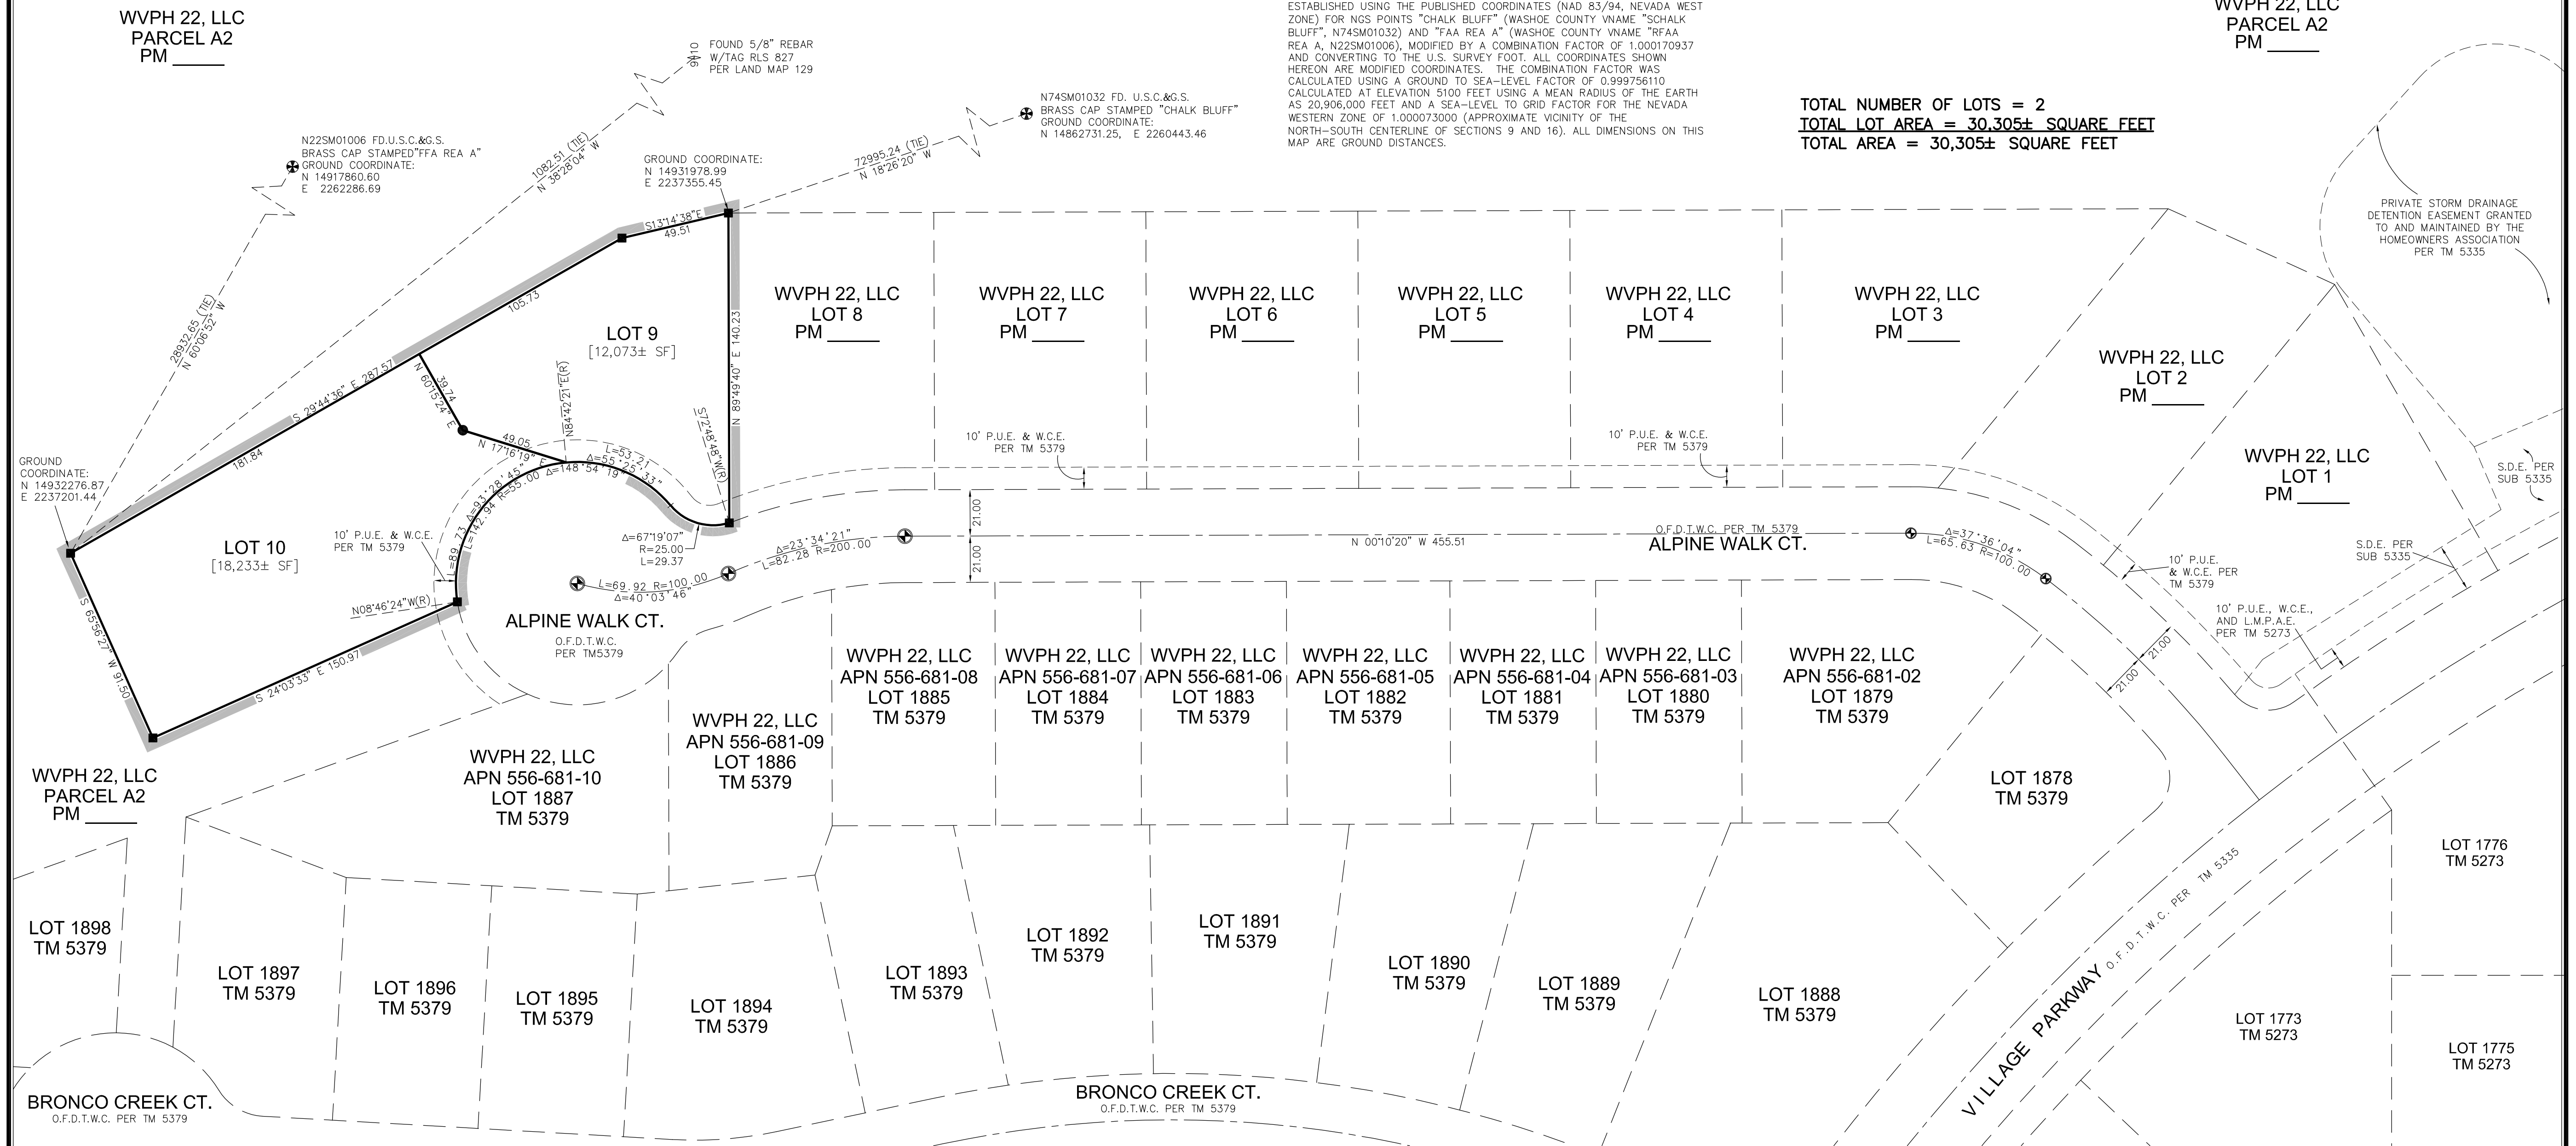 WVPH 22, LLC
PARCEL A2
PM
FOUND 5/8" REBAR
W/TAG RLS 827
PER LAND MAP 129
9 10
16
N74SM01032 FD. U.S.C.&G.S.
BRASS CAP STAMPED "CHALK BLUFF"
GROUND COORDINATE:
N 14862731.25, E 2260443.46
N22SM01006 FD.U.S.C.&G.S.
BRASS CAP STAMPED"FFA REA A"
GROUND COORDINATE:
N 14917860.60
E 2262286.69
ESTABLISHED USING THE PUBLISHED COORDINATES (NAD 83/94, NEVADA WEST
ZONE) FOR NGS POINTS "CHALK BLUFF" (WASHOE COUNTY VNAME "SCHALK
BLUFF", N74SM01032) AND "FAA REA A" (WASHOE COUNTY VNAME "RFAA
REA A, N22SM01006), MODIFIED BY A COMBINATION FACTOR OF 1.000170937
AND CONVERTING TO THE U.S. SURVEY FOOT. ALL COORDINATES SHOWN
HEREON ARE MODIFIED COORDINATES. THE COMBINATION FACTOR WAS
CALCULATED USING A GROUND TO SEA-LEVEL FACTOR OF 0.999756110
CALCULATED AT ELEVATION 5100 FEET USING A MEAN RADIUS OF THE EARTH
AS 20,906,000 FEET AND A SEA-LEVEL TO GRID FACTOR FOR THE NEVADA
WESTERN ZONE OF 1.000073000 (APPROXIMATE VICINITY OF THE
NORTH-SOUTH CENTERLINE OF SECTIONS 9 AND 16). ALL DIMENSIONS ON THIS
MAP ARE GROUND DISTANCES.
TOTAL NUMBER OF LOTS = 2
TOTAL LOT AREA = 30,305± SQUARE FEET
TOTAL AREA = 30,305± SQUARE FEET
WVPH 22, LLC
PARCEL A2
PM
PRIVATE STORM DRAINAGE
DETENTION EASEMENT GRANTED
TO AND MAINTAINED BY THE
HOMEOWNERS ASSOCIATION
PER TM 5335
28932.65 (TIE)
N 60°06'52" W
1082.51 (TIE)
N 38°28'04" W
72995.24 (TIE)
N 18°26'20" W
GROUND COORDINATE:
N 14931978.99
E 2237355.45
S13°14'38"E
49.51
105.73
S 29°44'36" E 287.57
181.84
N 89°49'40" E 140.23
LOT 9
[12,073± SF]
39.74
N 60°15'24" E
49.05
N 17°16'19" E
N84°42'21"E(R)
S72°48'48"W(R)
L=53.21
Δ=55°25'33"
L=89.73 Δ=93°28'45"
L=142.94 R=55.00 Δ=148°54'19"
Δ=67°19'07"
R=25.00
L=29.37
GROUND
COORDINATE:
N 14932276.87
E 2237201.44
LOT 10
[18,233± SF]
10' P.U.E. & W.C.E.
PER TM 5379
N08°46'24"W(R)
S 65°56'27" W 91.50
S 24°03'33" E 150.97
L=69.92 R=100.00
Δ=40°03'46"
Δ=23°34'21"
L=82.28 R=200.00
ALPINE WALK CT.
O.F.D.T.W.C.
PER TM5379
WVPH 22, LLC
LOT 8
PM
WVPH 22, LLC
LOT 7
PM
WVPH 22, LLC
LOT 6
PM
WVPH 22, LLC
LOT 5
PM
WVPH 22, LLC
LOT 4
PM
WVPH 22, LLC
LOT 3
PM
WVPH 22, LLC
LOT 2
PM
WVPH 22, LLC
LOT 1
PM
10' P.U.E. & W.C.E.
PER TM 5379
10' P.U.E. & W.C.E.
PER TM 5379
21.00
21.00
N 00°10'20" W 455.51
O.F.D.T.W.C. PER TM 5379
ALPINE WALK CT.
Δ=37°36'04"
L=65.63 R=100.00
10' P.U.E.
& W.C.E. PER
TM 5379
S.D.E. PER
SUB 5335
S.D.E. PER
SUB 5335
10' P.U.E., W.C.E.,
AND L.M.P.A.E.
PER TM 5273
21.00
21.00
WVPH 22, LLC
APN 556-681-10
LOT 1887
TM 5379
WVPH 22, LLC
APN 556-681-09
LOT 1886
TM 5379
WVPH 22, LLC
APN 556-681-08
LOT 1885
TM 5379
WVPH 22, LLC
APN 556-681-07
LOT 1884
TM 5379
WVPH 22, LLC
APN 556-681-06
LOT 1883
TM 5379
WVPH 22, LLC
APN 556-681-05
LOT 1882
TM 5379
WVPH 22, LLC
APN 556-681-04
LOT 1881
TM 5379
WVPH 22, LLC
APN 556-681-03
LOT 1880
TM 5379
WVPH 22, LLC
APN 556-681-02
LOT 1879
TM 5379
LOT 1878
TM 5379
WVPH 22, LLC
PARCEL A2
PM
LOT 1898
TM 5379
LOT 1897
TM 5379
LOT 1896
TM 5379
LOT 1895
TM 5379
LOT 1894
TM 5379
LOT 1893
TM 5379
LOT 1892
TM 5379
LOT 1891
TM 5379
LOT 1890
TM 5379
LOT 1889
TM 5379
LOT 1888
TM 5379
VILLAGE PARKWAY O.F.D.T.W.C. PER TM 5335
LOT 1776
TM 5273
LOT 1773
TM 5273
LOT 1775
TM 5273
BRONCO CREEK CT.
O.F.D.T.W.C. PER TM 5379
BRONCO CREEK CT.
O.F.D.T.W.C. PER TM 5379